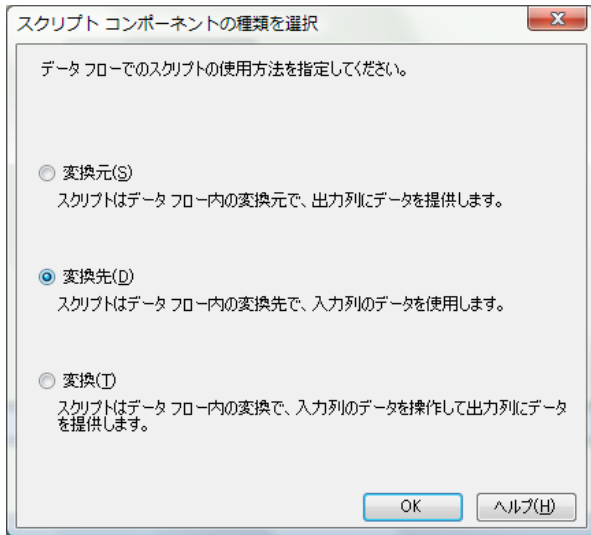 スクリプト コンポーネントの種類を選択
データ フローでのスクリプトの使用方法を指定してください。
変換元(S)
スクリプトはデータ フロー内の変換元で、出力列にデータを提供します。
変換先(D)
スクリプトはデータ フロー内の変換先で、入力列のデータを使用します。
変換(T)
スクリプトはデータ フロー内の変換で、入力列のデータを操作して出力列にデータ
を提供します。
OK
ヘルプ(H)